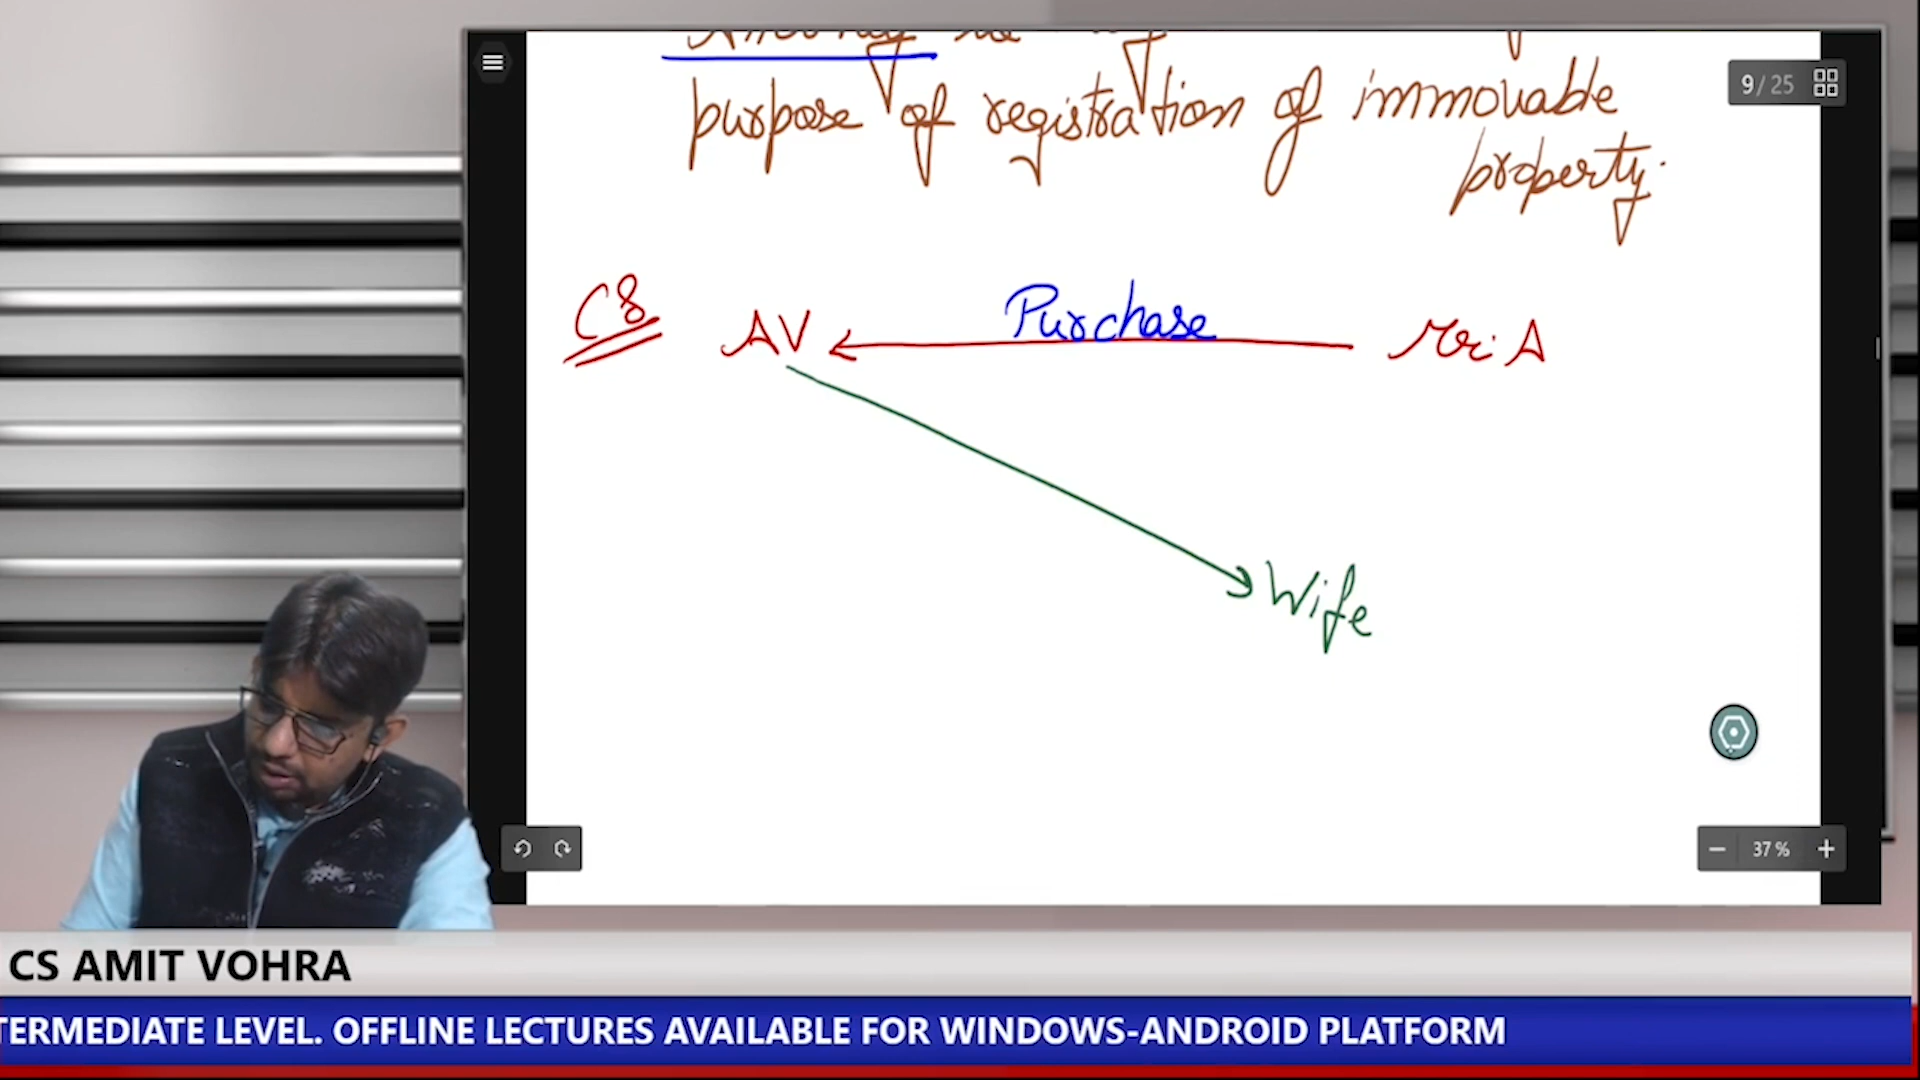 purpose of registration of immovable
property.
9 / 25
C8 AV Purchase Mr. A
Wife
37 %
CS AMIT VOHRA
TERMEDIATE LEVEL. OFFLINE LECTURES AVAILABLE FOR WINDOWS-ANDROID PLATFORM